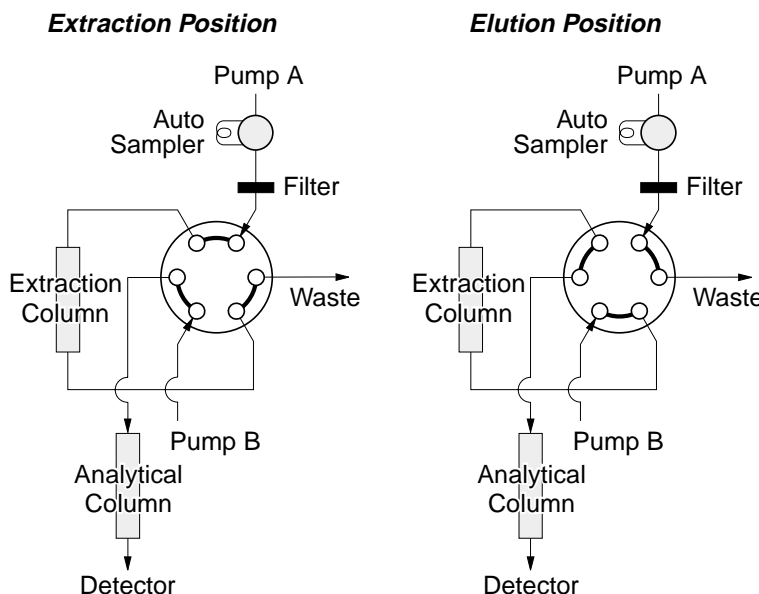 Extraction Position
Pump A
Auto
Sampler
Filter
Extraction
Column
Waste
Pump B
Analytical
Column
Detector
Elution Position
Pump A
Auto
Sampler
Filter
Extraction
Column
Waste
Pump B
Analytical
Column
Detector